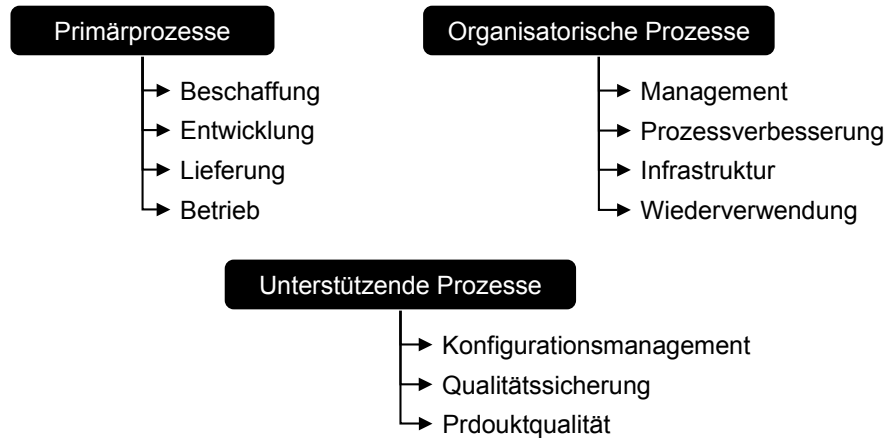 Primärprozesse
Beschaffung
Entwicklung
Lieferung
Betrieb
Organisatorische Prozesse
Management
Prozessverbesserung
Infrastruktur
Wiederverwendung
Unterstützende Prozesse
Konfigurationsmanagement
Qualitätssicherung
Prdouktqualität